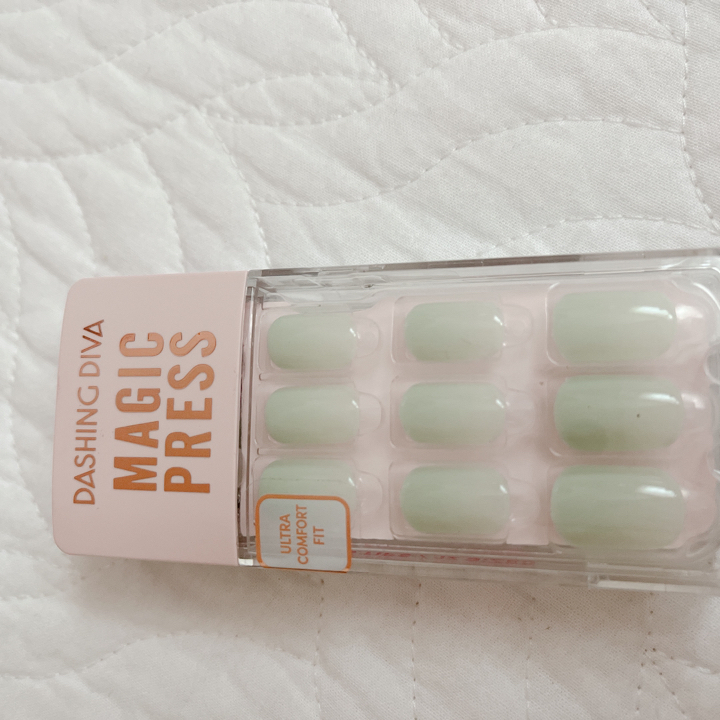 DASHING DIVA
MAGIC
PRESS
ULTRA
COMFORT
FIT